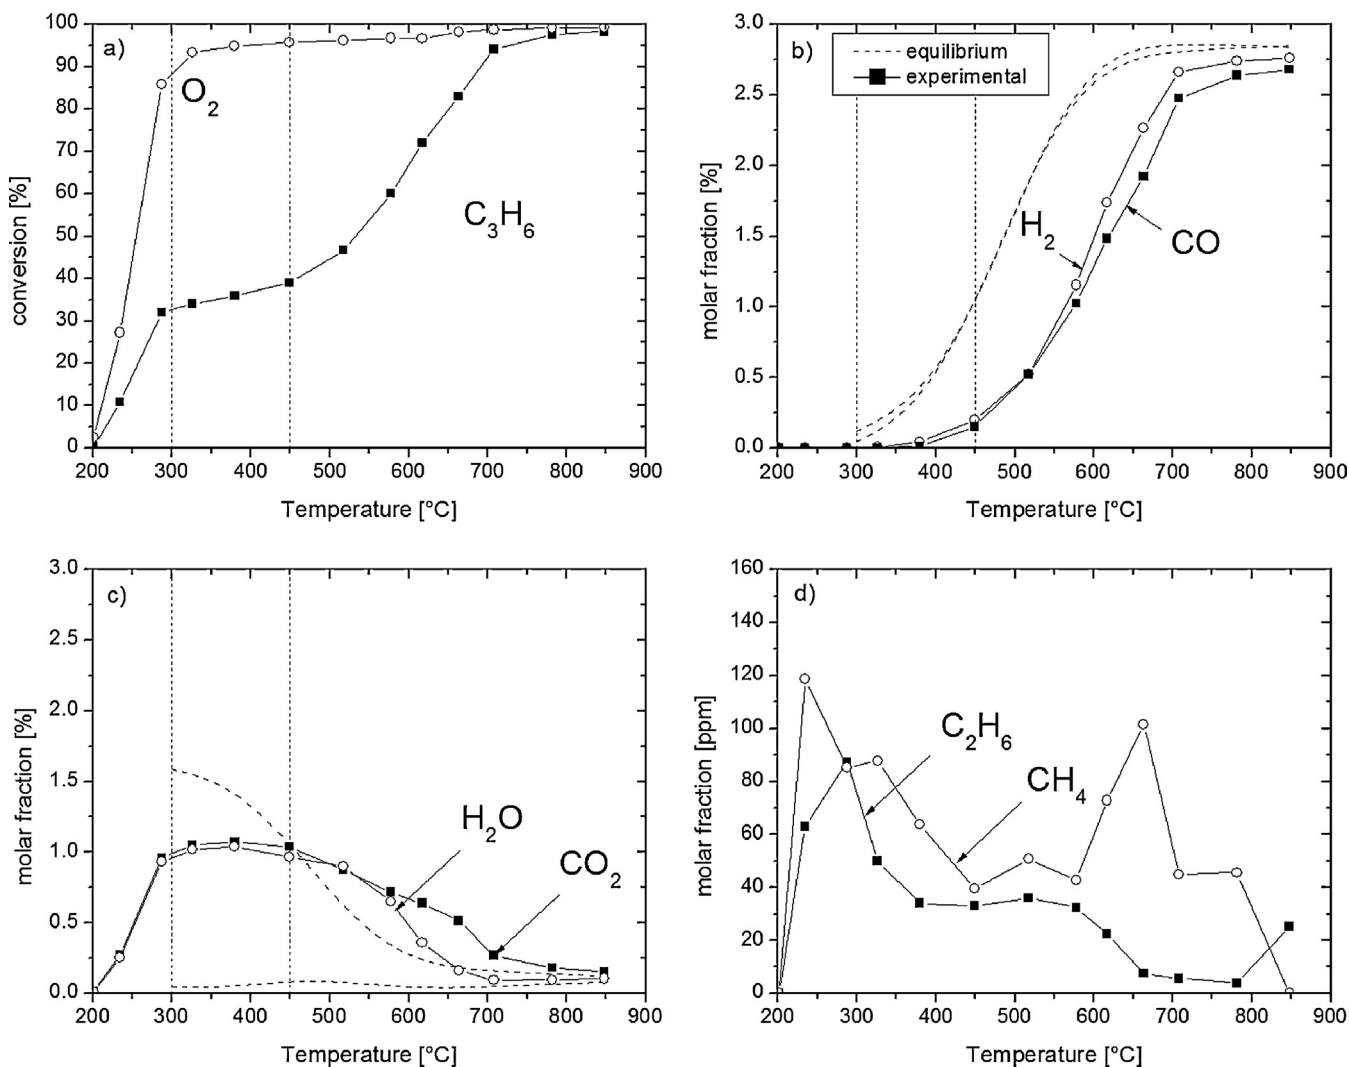 a)
O2
C3H6
conversion [%]
100
90
80
70
60
50
40
30
20
10
0
200 300 400 500 600 700 800 900
Temperature [°C]
b)
equilibrium
experimental
H2
CO
molar fraction [%]
3.0
2.5
2.0
1.5
1.0
0.5
0.0
200 300 400 500 600 700 800 900
Temperature [°C]
c)
H2O
CO2
molar fraction [%]
3.0
2.5
2.0
1.5
1.0
0.5
0.0
200 300 400 500 600 700 800 900
Temperature [°C]
d)
C2H6
CH4
molar fraction [ppm]
160
140
120
100
80
60
40
20
0
200 300 400 500 600 700 800 900
Temperature [°C]